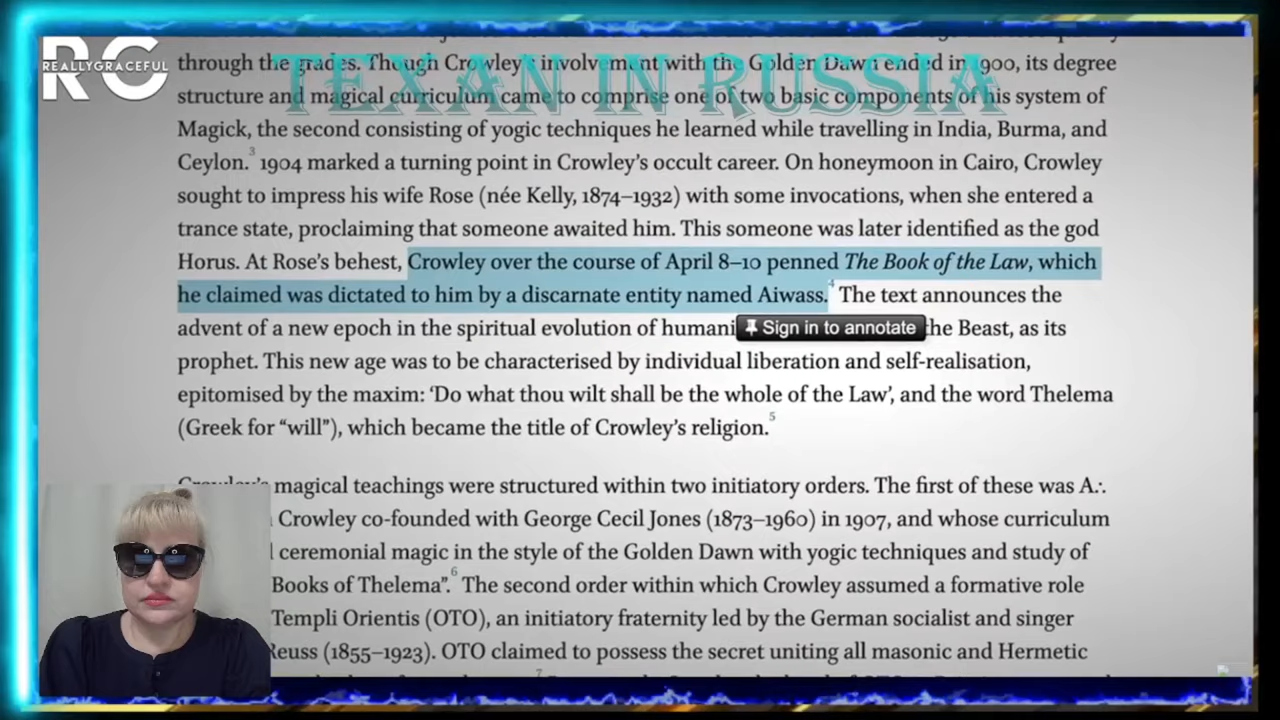 RG
REALLYGRACEFUL
TEXAN IN RUSSIA
through the grades. Though Crowley's involvement with the Golden Dawn ended in 1900, its degree
structure and magical curriculum came to comprise one of two basic components of his system of
Magick, the second consisting of yogic techniques he learned while travelling in India, Burma, and
Ceylon.3 1904 marked a turning point in Crowley's occult career. On honeymoon in Cairo, Crowley
sought to impress his wife Rose (née Kelly, 1874–1932) with some invocations, when she entered a
trance state, proclaiming that someone awaited him. This someone was later identified as the god
Horus. At Rose's behest, Crowley over the course of April 8–10 penned The Book of the Law, which
he claimed was dictated to him by a discarnate entity named Aiwass.4 The text announces the
advent of a new epoch in the spiritual evolution of humani Sign in to annotate the Beast, as its
prophet. This new age was to be characterised by individual liberation and self-realisation,
epitomised by the maxim: 'Do what thou wilt shall be the whole of the Law', and the word Thelema
(Greek for “will”), which became the title of Crowley's religion.5
Crowley's magical teachings were structured within two initiatory orders. The first of these was A∴
Crowley co-founded with George Cecil Jones (1873–1960) in 1907, and whose curriculum
ceremonial magic in the style of the Golden Dawn with yogic techniques and study of
Books of Thelema”.6 The second order within which Crowley assumed a formative role
Templi Orientis (OTO), an initiatory fraternity led by the German socialist and singer
Reuss (1855–1923). OTO claimed to possess the secret uniting all masonic and Hermetic
7